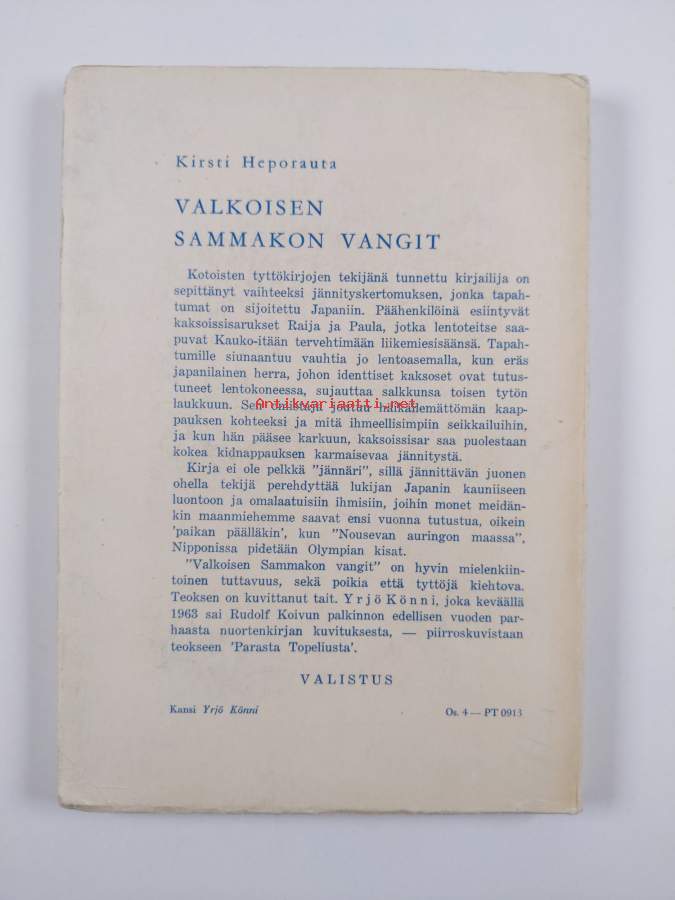 Kirsti Heporauta
VALKOISEN
SAMMAKON VANGIT
Kotoisten tyttökirjojen tekijänä tunnettu kirjailija on
sepittänyt vaihteeksi jännityskertomuksen, jonka tapah-
tumat on sijoitettu Japaniin. Päähenkilöinä esiintyvät
kaksoissisarukset Raija ja Paula, jotka lentoteitse saa-
puvat Kauko-itään tervehtimään liikemiesisäänsä. Tapah-
tumille siunaantuu vauhtia jo lentoasemalla, kun eräs
japanilainen herra, johon identtiset kaksoset ovat tutus-
tuneet lentokoneessa, sujauttaa salkkunsa toisen tytön
laukkuun. Sen omistaja joutuu häikäilemättömän kaap-
Antikvariaatti.net
pauksen kohteeksi ja mitä ihmeellisimpiin seikkailuihin,
ja kun hän pääsee karkuun, kaksoissisar saa puolestaan
kokea kidnappauksen karmaisevaa jännitystä.
Kirja ei ole pelkkä "jännäri", sillä jännittävän juonen
ohella tekijä perehdyttää lukijan Japanin kauniiseen
luontoon ja omalaatuisiin ihmisiin, joihin monet meidän-
kin maanmiehemme saavat ensi vuonna tutustua, oikein
'paikan päälläkin', kun "Nousevan auringon maassa",
Nipponissa pidetään Olympian kisat.
"Valkoisen Sammakon vangit" on hyvin mielenkiin-
toinen tuttavuus, sekä poikia että tyttöjä kiehtova.
Teoksen on kuvittanut tait. Yrjö Könni, joka keväällä
1963 sai Rudolf Koivun palkinnon edellisen vuoden par-
haasta nuortenkirjan kuvituksesta, — piirroskuvistaan
teokseen 'Parasta Topeliusta'.
VALISTUS
Kansi Yrjö Könni
Os. 4 — PT 0913